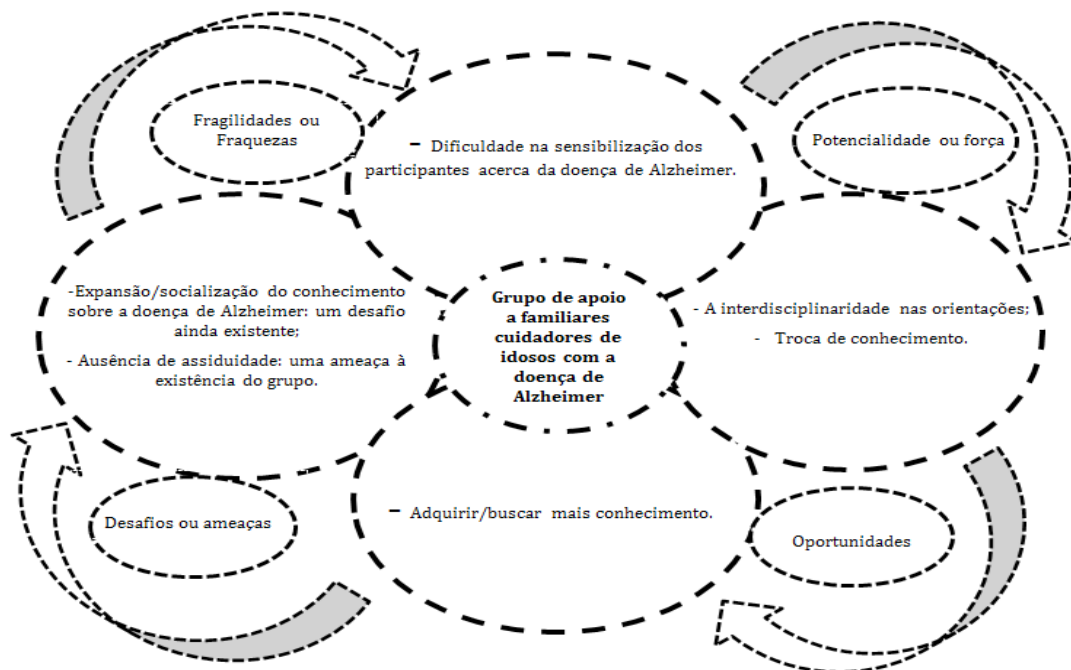 Fragilidades ou
Fraquezas
– Dificuldade na sensibilização dos
participantes acerca da doença de Alzheimer.
Potencialidade ou força
-Expansão/socialização do conhecimento
sobre a doença de Alzheimer: um desafio
ainda existente;
- Ausência de assiduidade: uma ameaça à
existência do grupo.
Grupo de apoio
a familiares
cuidadores de
idosos com a
doença de
Alzheimer
- A interdisciplinaridade nas orientações;
- Troca de conhecimento.
Desafios ou ameaças
– Adquirir/buscar mais conhecimento.
Oportunidades